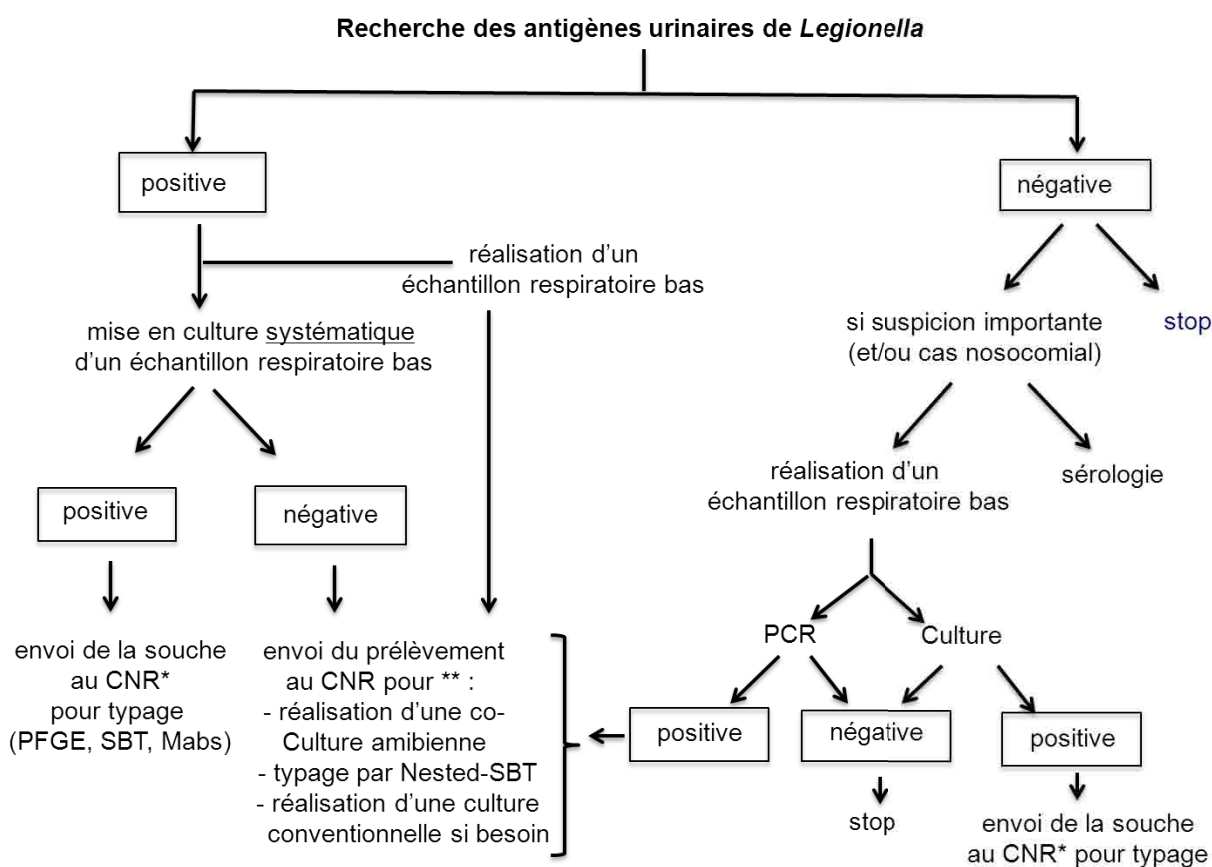 Recherche des antigènes urinaires de Legionella
positive
négative
réalisation d'un
échantillon respiratoire bas
mise en culture systématique
d'un échantillon respiratoire bas
si suspicion importante
(et/ou cas nosocomial)
stop
réalisation d'un
échantillon respiratoire bas
sérologie
positive
négative
PCR
Culture
envoi de la souche
au CNR*
pour typage
(PFGE, SBT, Mabs)
envoi du prélèvement
au CNR pour ** :
- réalisation d'une co-
Culture amibienne
- typage par Nested-SBT
- réalisation d'une culture
conventionnelle si besoin
positive
négative
positive
stop
envoi de la souche
au CNR* pour typage